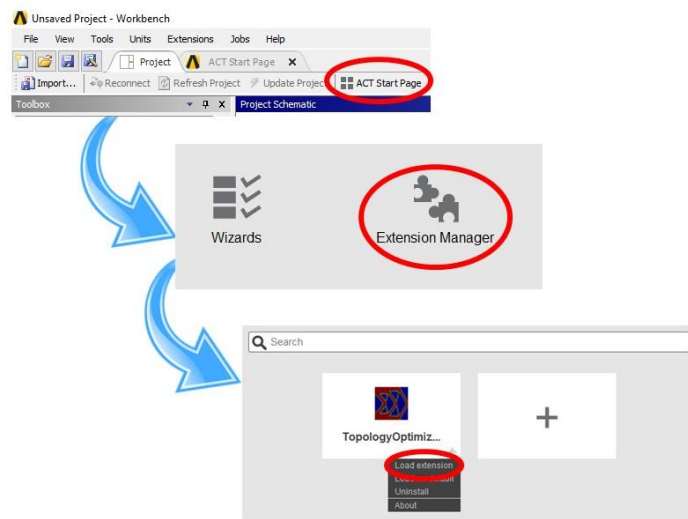 Unsaved Project - Workbench
File View Tools Units Extensions Jobs Help
Project ACT Start Page
Import... Reconnect Refresh Project Update Project ACT Start Page
Toolbox Project Schematic
Wizards Extension Manager
Search
TopologyOptimiz...
Load extension
Uninstall
About